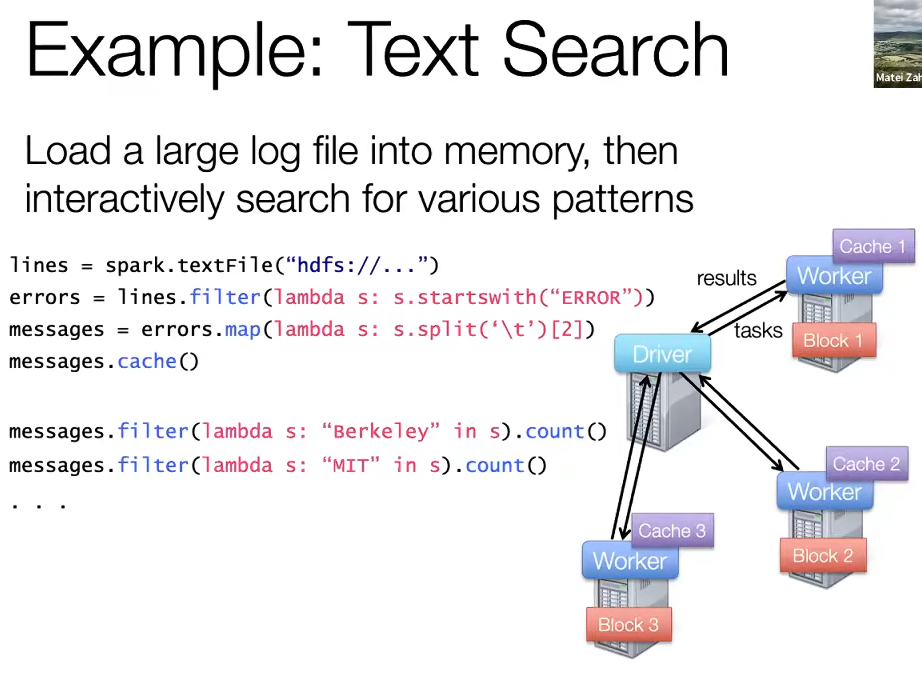 Example: Text Search
Matei Zah
Load a large log file into memory, then
interactively search for various patterns
lines = spark.textFile(“hdfs://...”)
errors = lines.filter(lambda s: s.startswith(“ERROR”))
messages = errors.map(lambda s: s.split(‘\t’)[2])
messages.cache()
messages.filter(lambda s: “Berkeley” in s).count()
messages.filter(lambda s: “MIT” in s).count()
. . .
results
tasks
Driver
Cache 1
Worker
Block 1
Cache 2
Worker
Block 2
Cache 3
Worker
Block 3